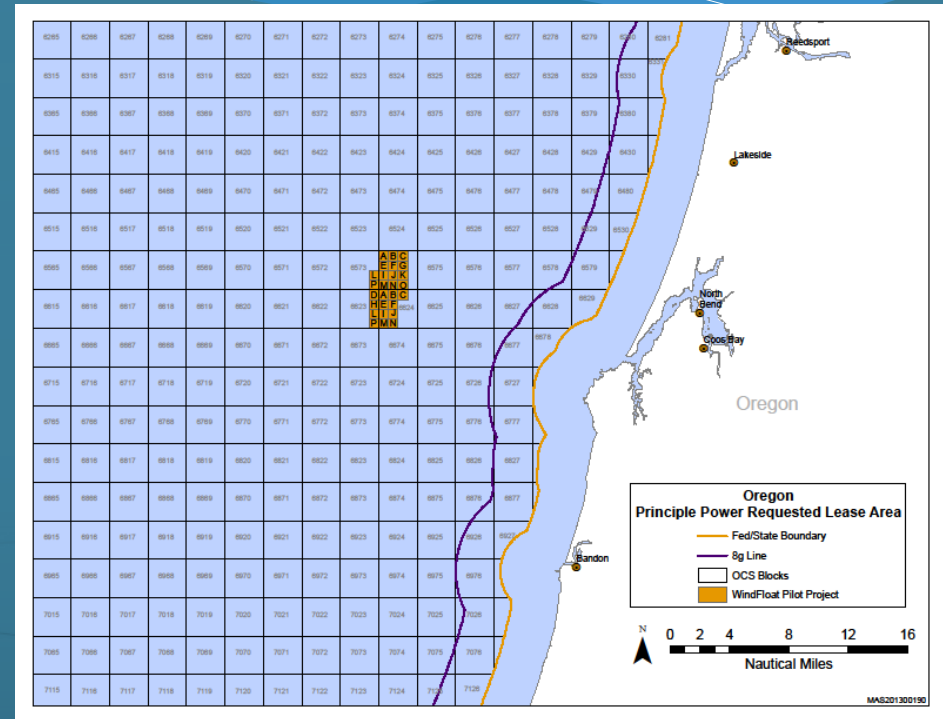 6265 6266 6267 6268 6269 6270 6271 6272 6273 6274 6275 6276 6277 6278 6279 6280 6281
Reedsport
6331
6315 6316 6317 6318 6319 6320 6321 6322 6323 6324 6325 6326 6327 6328 6329 6330
6365 6366 6367 6368 6369 6370 6371 6372 6373 6374 6375 6376 6377 6378 6379 6380
6415 6416 6417 6418 6419 6420 6421 6422 6423 6424 6425 6426 6427 6428 6429 6430
Lakeside
6465 6466 6467 6468 6469 6470 6471 6472 6473 6474 6475 6476 6477 6478 6479 6480
6515 6516 6517 6518 6519 6520 6521 6522 6523 6524 6525 6526 6527 6528 6529 6530
A B C
6565 6566 6567 6568 6569 6570 6571 6572 6573 E F G 6575 6576 6577 6578 6579
L I J K
P M N O
D A B C
North
Bend
6615 6616 6617 6618 6619 6620 6621 6622 6623 H E F 6624 6625 6626 6627 6628 6629
L I J
P M N
6665 6666 6667 6668 6669 6670 6671 6672 6673 6674 6675 6676 6677 6678
Coos Bay
6715 6716 6717 6718 6719 6720 6721 6722 6723 6724 6725 6726 6727
Oregon
6765 6766 6767 6768 6769 6770 6771 6772 6773 6774 6775 6776 6777
6815 6816 6817 6818 6819 6820 6821 6822 6823 6824 6825 6826 6827
6865 6866 6867 6868 6869 6870 6871 6872 6873 6874 6875 6876 6877
6915 6916 6917 6918 6919 6920 6921 6922 6923 6924 6925 6926 6927
Bandon
6965 6966 6967 6968 6969 6970 6971 6972 6973 6974 6975 6976
7015 7016 7017 7018 7019 7020 7021 7022 7023 7024 7025 7026
7065 7066 7067 7068 7069 7070 7071 7072 7073 7074 7075 7076
7115 7116 7117 7118 7119 7120 7121 7122 7123 7124 7125 7126
Oregon
Principle Power Requested Lease Area
Fed/State Boundary
8g Line
OCS Blocks
WindFloat Pilot Project
N
0 2 4 8 12 16
Nautical Miles
MAS201300190